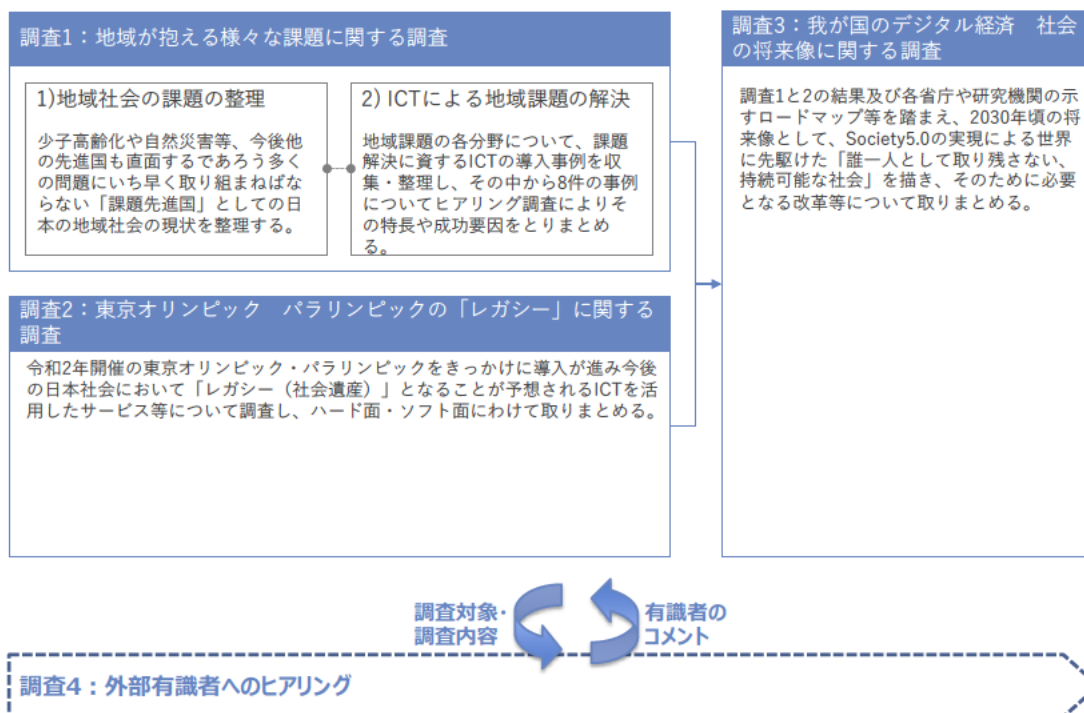 調査1：地域が抱える様々な課題に関する調査
1)地域社会の課題の整理
少子高齢化や自然災害等、今後他
の先進国も直面するであろう多く
の問題にいち早く取り組まねばな
らない「課題先進国」としての日
本の地域社会の現状を整理する。
2) ICTによる地域課題の解決
地域課題の各分野について、課題
解決に資するICTの導入事例を収
集・整理し、その中から8件の事例
についてヒアリング調査によりそ
の特長や成功要因をとりまとめ
る。
調査2：東京オリンピック　パラリンピックの「レガシー」に関する
調査
令和2年開催の東京オリンピック・パラリンピックをきっかけに導入が進み今後
の日本社会において「レガシー（社会遺産）」となることが予想されるICTを活
用したサービス等について調査し、ハード面・ソフト面にわけて取りまとめる。
調査3：我が国のデジタル経済　社会
の将来像に関する調査
調査1と2の結果及び各省庁や研究機関の示
すロードマップ等を踏まえ、2030年頃の将
来像として、Society5.0の実現による世界
に先駆けた「誰一人として取り残さない、
持続可能な社会」を描き、そのために必要
となる改革等について取りまとめる。
調査対象・
調査内容
有識者の
コメント
調査4：外部有識者へのヒアリング